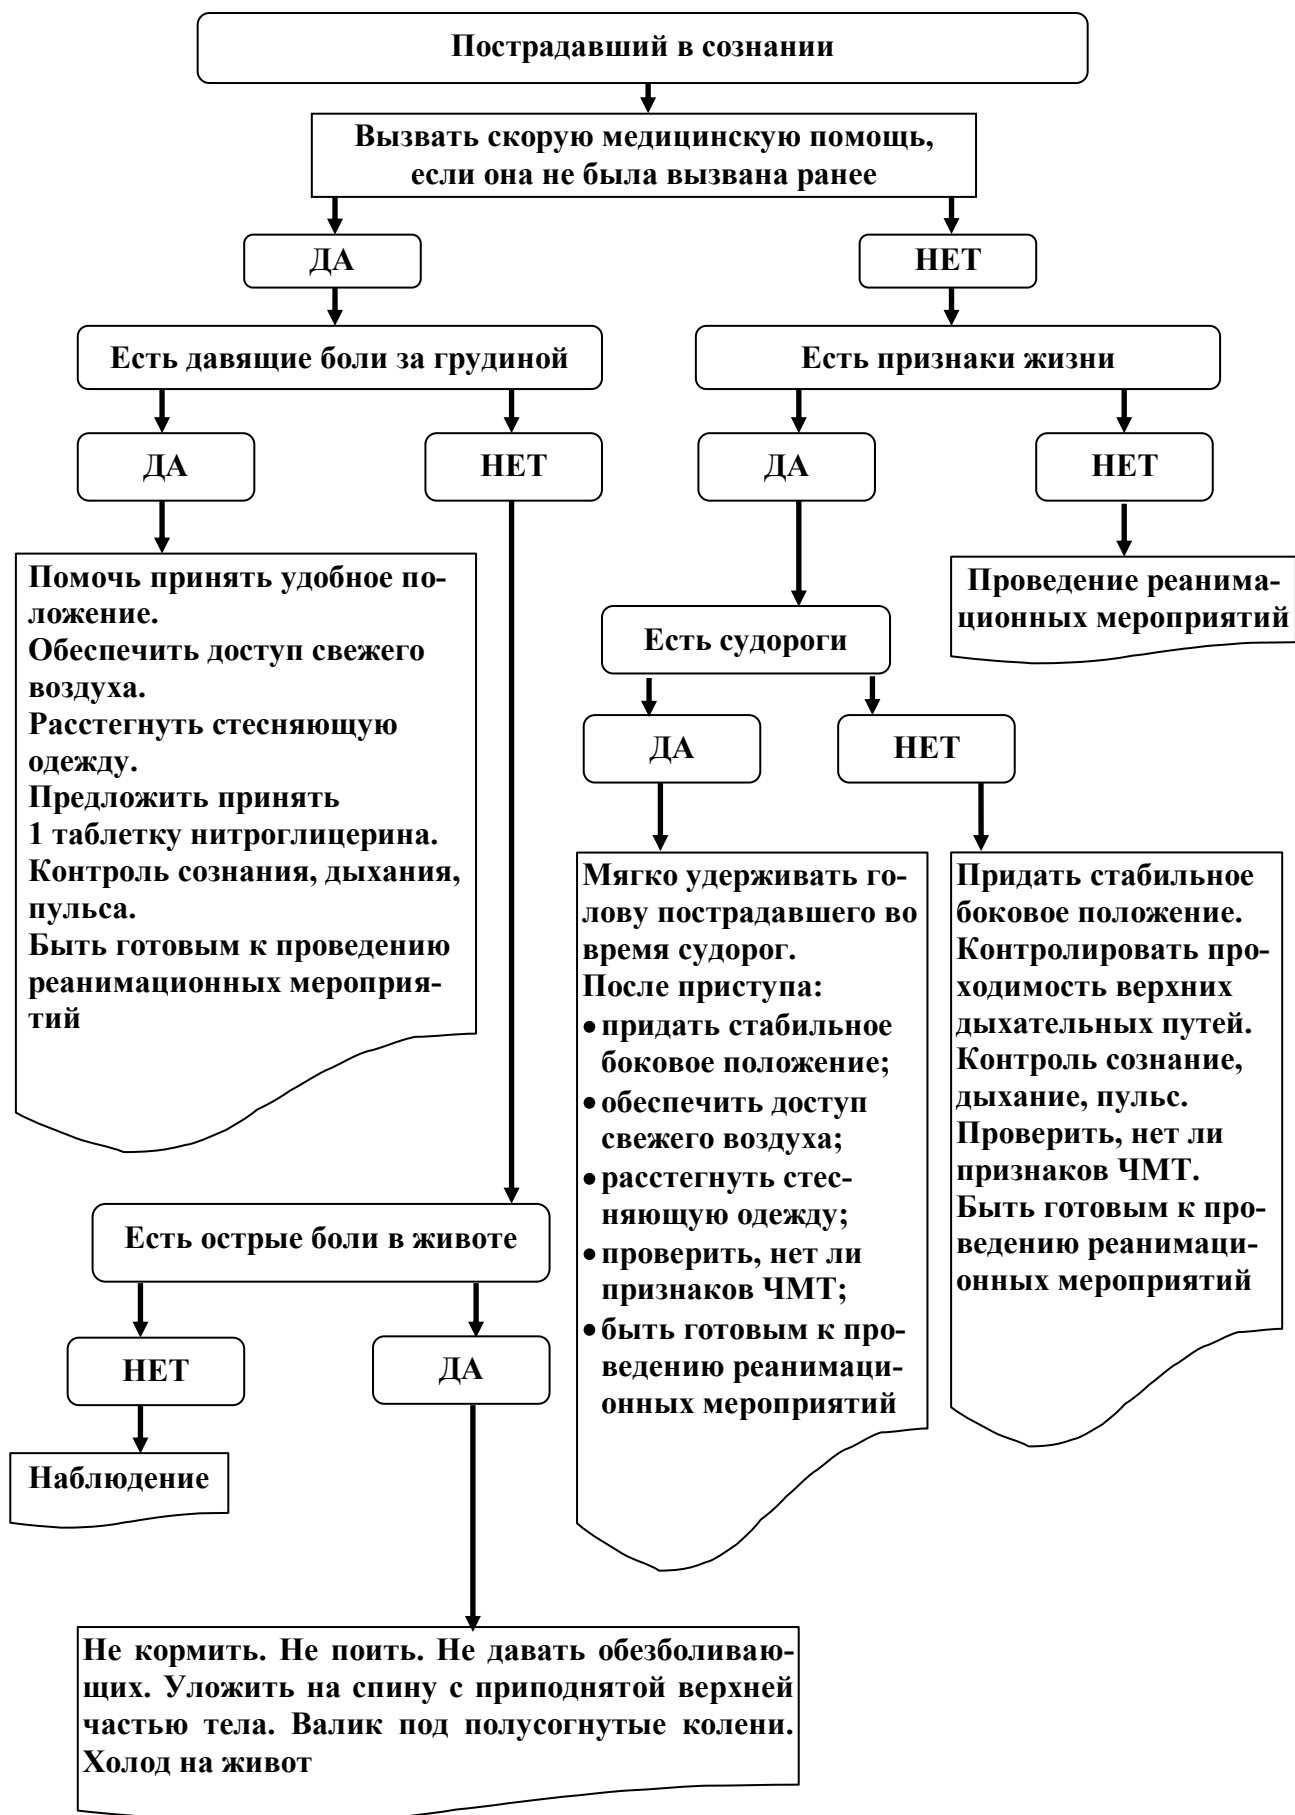 Пострадавший в сознании
Вызвать скорую медицинскую помощь,
если она не была вызвана ранее
ДА
НЕТ
Есть давящие боли за грудиной
Есть признаки жизни
ДА
НЕТ
ДА
НЕТ
Помочь принять удобное по-
ложение.
Обеспечить доступ свежего
воздуха.
Расстегнуть стесняющую
одежду.
Предложить принять
1 таблетку нитроглицерина.
Контроль сознания, дыхания,
пульса.
Быть готовым к проведению
реанимационных мероприя-
тий
Проведение реанима-
ционных мероприятий
Есть судороги
ДА
НЕТ
Мягко удерживать го-
лову пострадавшего во
время судорог.
После приступа:
• придать стабильное
боковое положение;
• обеспечить доступ
свежего воздуха;
• расстегнуть стес-
няющую одежду;
• проверить, нет ли
признаков ЧМТ;
• быть готовым к про-
ведению реанимаци-
онных мероприятий
Придать стабильное
боковое положение.
Контролировать про-
ходимость верхних
дыхательных путей.
Контроль сознание,
дыхание, пульс.
Проверить, нет ли
признаков ЧМТ.
Быть готовым к про-
ведению реанимаци-
онных мероприятий
Есть острые боли в животе
НЕТ
ДА
Наблюдение
Не кормить. Не поить. Не давать обезболиваю-
щих. Уложить на спину с приподнятой верхней
частью тела. Валик под полусогнутые колени.
Холод на живот